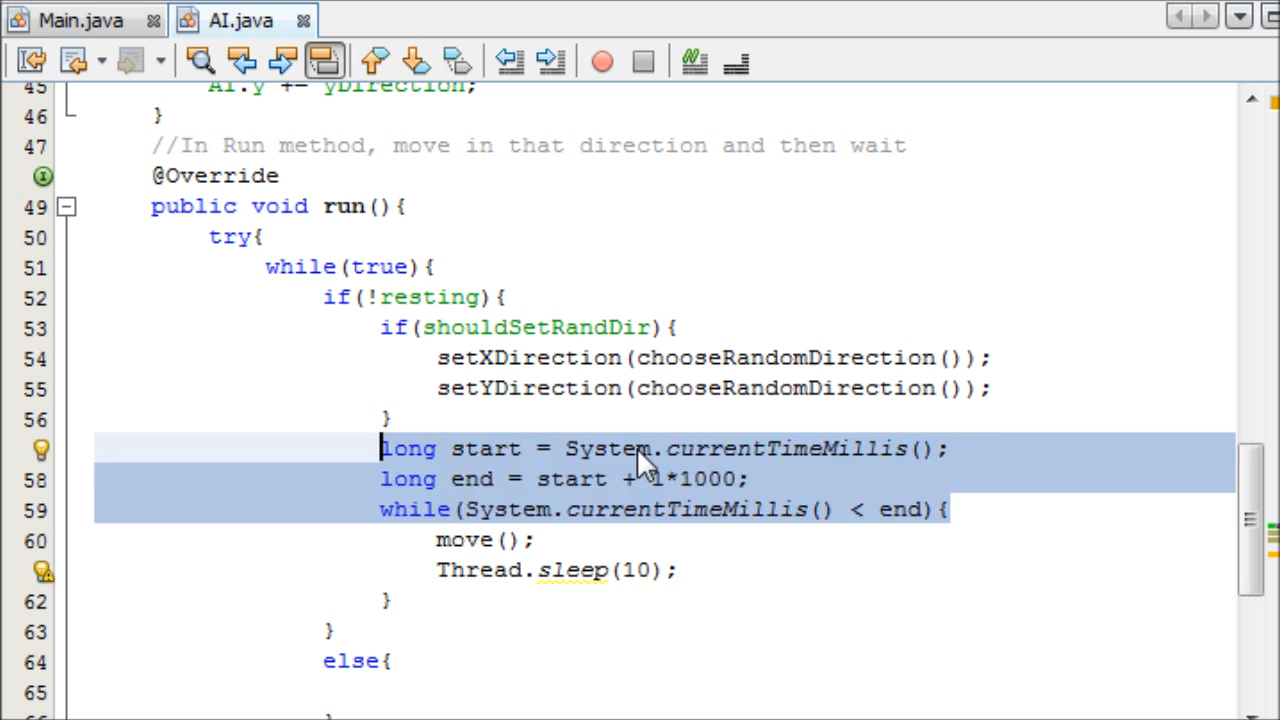 Main.java AI.java
45 AI.y += yDirection;
46 }
47 //In Run method, move in that direction and then wait
@Override
49 public void run(){
50 try{
51 while(true){
52 if(!resting){
53 if(shouldSetRandDir){
54 setXDirection(chooseRandomDirection());
55 setYDirection(chooseRandomDirection());
56 }
long start = System.currentTimeMillis();
58 long end = start + 1*1000;
59 while(System.currentTimeMillis() < end){
60 move();
Thread.sleep(10);
62 }
63 }
64 else{
65